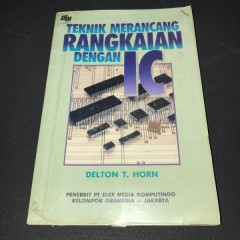 TEKNIK MERANCANG
RANGKAIAN
DENGAN IC
DELTON T. HORN
PENERBIT PT ELEX MEDIA KOMPUTINDO
KELOMPOK GRAMEDIA – JAKARTA